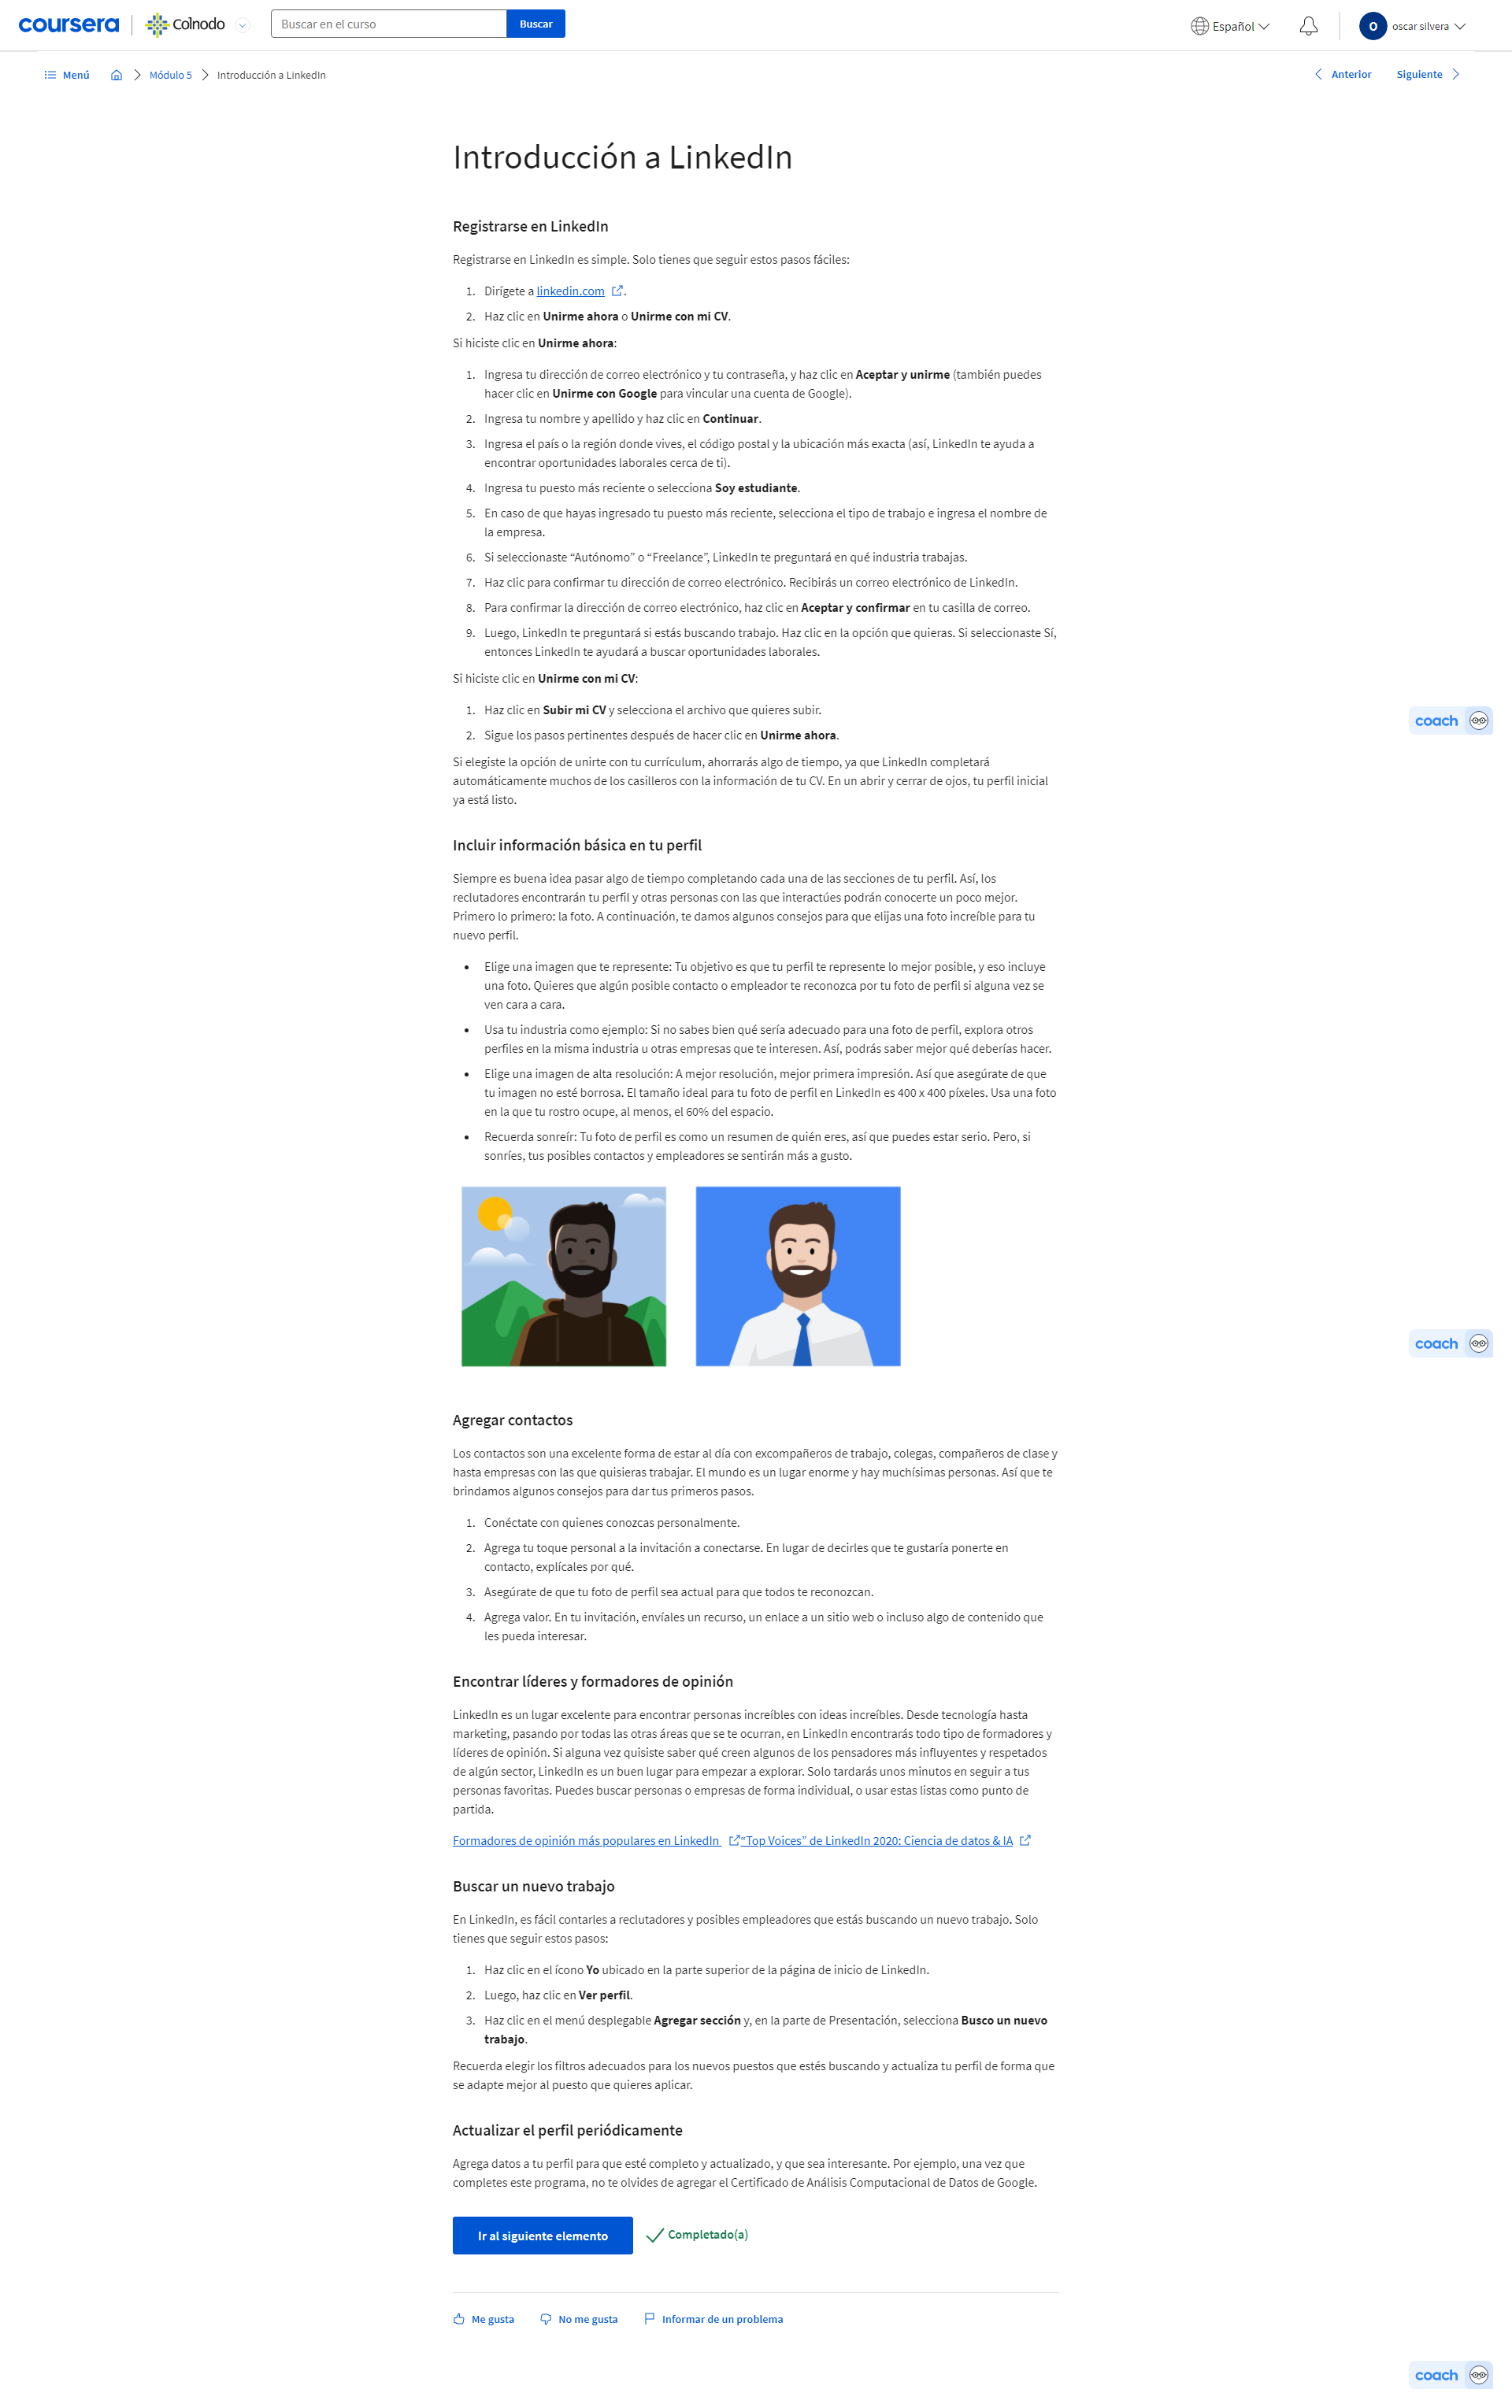 coursera
Colnodo
Buscar en el curso
Buscar
Español
O
oscar silvera
Menú
Módulo 5
Introducción a LinkedIn
Anterior
Siguiente
Introducción a LinkedIn
Registrarse en LinkedIn
Registrarse en LinkedIn es simple. Solo tienes que seguir estos pasos fáciles:
1. Dirígete a linkedin.com.
2. Haz clic en Unirme ahora o Unirme con mi CV.
Si hiciste clic en Unirme ahora:
1. Ingresa tu dirección de correo electrónico y tu contraseña, y haz clic en Aceptar y unirme (también puedes
hacer clic en Unirme con Google para vincular una cuenta de Google).
2. Ingresa tu nombre y apellido y haz clic en Continuar.
3. Ingresa el país o la región donde vives, el código postal y la ubicación más exacta (así, LinkedIn te ayuda a
encontrar oportunidades laborales cerca de ti).
4. Ingresa tu puesto más reciente o selecciona Soy estudiante.
5. En caso de que hayas ingresado tu puesto más reciente, selecciona el tipo de trabajo e ingresa el nombre de
la empresa.
6. Si seleccionaste “Autónomo” o “Freelance”, LinkedIn te preguntará en qué industria trabajas.
7. Haz clic para confirmar tu dirección de correo electrónico. Recibirás un correo electrónico de LinkedIn.
8. Para confirmar la dirección de correo electrónico, haz clic en Aceptar y confirmar en tu casilla de correo.
9. Luego, LinkedIn te preguntará si estás buscando trabajo. Haz clic en la opción que quieras. Si seleccionaste Sí,
entonces LinkedIn te ayudará a buscar oportunidades laborales.
Si hiciste clic en Unirme con mi CV:
1. Haz clic en Subir mi CV y selecciona el archivo que quieres subir.
coach
2. Sigue los pasos pertinentes después de hacer clic en Unirme ahora.
Si elegiste la opción de unirte con tu currículum, ahorrarás algo de tiempo, ya que LinkedIn completará
automáticamente muchos de los casilleros con la información de tu CV. En un abrir y cerrar de ojos, tu perfil inicial
ya está listo.
Incluir información básica en tu perfil
Siempre es buena idea pasar algo de tiempo completando cada una de las secciones de tu perfil. Así, los
reclutadores encontrarán tu perfil y otras personas con las que interactúes podrán conocerte un poco mejor.
Primero lo primero: la foto. A continuación, te damos algunos consejos para que elijas una foto increíble para tu
nuevo perfil.
• Elige una imagen que te represente: Tu objetivo es que tu perfil te represente lo mejor posible, y eso incluye
una foto. Quieres que algún posible contacto o empleador te reconozca por tu foto de perfil si alguna vez se
ven cara a cara.
• Usa tu industria como ejemplo: Si no sabes bien qué sería adecuado para una foto de perfil, explora otros
perfiles en la misma industria u otras empresas que te interesen. Así, podrás saber mejor qué deberías hacer.
• Elige una imagen de alta resolución: A mejor resolución, mejor primera impresión. Así que asegúrate de que
tu imagen no esté borrosa. El tamaño ideal para tu foto de perfil en LinkedIn es 400 x 400 píxeles. Usa una foto
en la que tu rostro ocupe, al menos, el 60% del espacio.
• Recuerda sonreír: Tu foto de perfil es como un resumen de quién eres, así que puedes estar serio. Pero, si
sonríes, tus posibles contactos y empleadores se sentirán más a gusto.
coach
Agregar contactos
Los contactos son una excelente forma de estar al día con excompañeros de trabajo, colegas, compañeros de clase y
hasta empresas con las que quisieras trabajar. El mundo es un lugar enorme y hay muchísimas personas. Así que te
brindamos algunos consejos para dar tus primeros pasos.
1. Conéctate con quienes conozcas personalmente.
2. Agrega tu toque personal a la invitación a conectarse. En lugar de decirles que te gustaría ponerte en
contacto, explícales por qué.
3. Asegúrate de que tu foto de perfil sea actual para que todos te reconozcan.
4. Agrega valor. En tu invitación, envíales un recurso, un enlace a un sitio web o incluso algo de contenido que
les pueda interesar.
Encontrar líderes y formadores de opinión
LinkedIn es un lugar excelente para encontrar personas increíbles con ideas increíbles. Desde tecnología hasta
marketing, pasando por todas las otras áreas que se te ocurran, en LinkedIn encontrarás todo tipo de formadores y
líderes de opinión. Si alguna vez quisiste saber qué creen algunos de los pensadores más influyentes y respetados
de algún sector, LinkedIn es un buen lugar para empezar a explorar. Solo tardarás unos minutos en seguir a tus
personas favoritas. Puedes buscar personas o empresas de forma individual, o usar estas listas como punto de
partida.
Formadores de opinión más populares en LinkedIn “Top Voices” de LinkedIn 2020: Ciencia de datos & IA
Buscar un nuevo trabajo
En LinkedIn, es fácil contarles a reclutadores y posibles empleadores que estás buscando un nuevo trabajo. Solo
tienes que seguir estos pasos:
1. Haz clic en el ícono Yo ubicado en la parte superior de la página de inicio de LinkedIn.
2. Luego, haz clic en Ver perfil.
3. Haz clic en el menú desplegable Agregar sección y, en la parte de Presentación, selecciona Busco un nuevo
trabajo.
Recuerda elegir los filtros adecuados para los nuevos puestos que estés buscando y actualiza tu perfil de forma que
se adapte mejor al puesto que quieres aplicar.
Actualizar el perfil periódicamente
Agrega datos a tu perfil para que esté completo y actualizado, y que sea interesante. Por ejemplo, una vez que
completes este programa, no te olvides de agregar el Certificado de Análisis Computacional de Datos de Google.
Ir al siguiente elemento
Completado(a)
Me gusta
No me gusta
Informar de un problema
coach